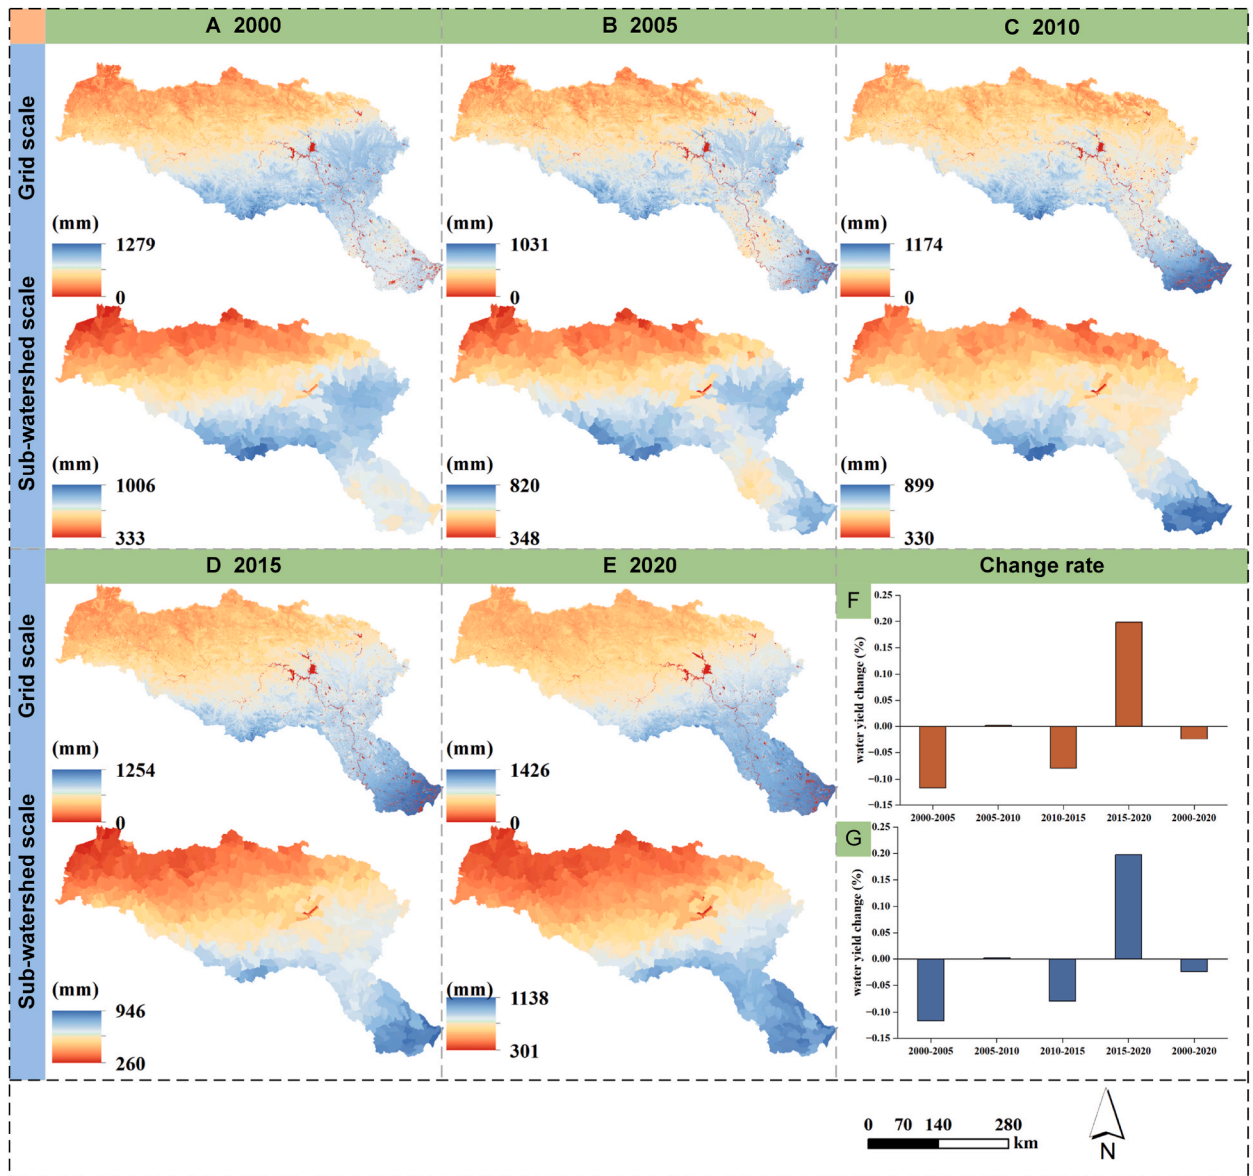 A 2000
B 2005
C 2010
Grid scale
(mm)
1279
0
(mm)
1031
0
(mm)
1174
0
Sub-watershed scale
(mm)
1006
333
(mm)
820
348
(mm)
899
330
D 2015
E 2020
Change rate
Grid scale
(mm)
1254
0
(mm)
1426
0
F
water yield change (%)
0.25
0.20
0.15
0.10
0.05
0.00
−0.05
−0.10
−0.15
2000-2005 2005-2010 2010-2015 2015-2020 2000-2020
Sub-watershed scale
(mm)
946
260
(mm)
1138
301
G
water yield change (%)
0.25
0.20
0.15
0.10
0.05
0.00
−0.05
−0.10
−0.15
2000-2005 2005-2010 2010-2015 2015-2020 2000-2020
0 70 140 280
km
N